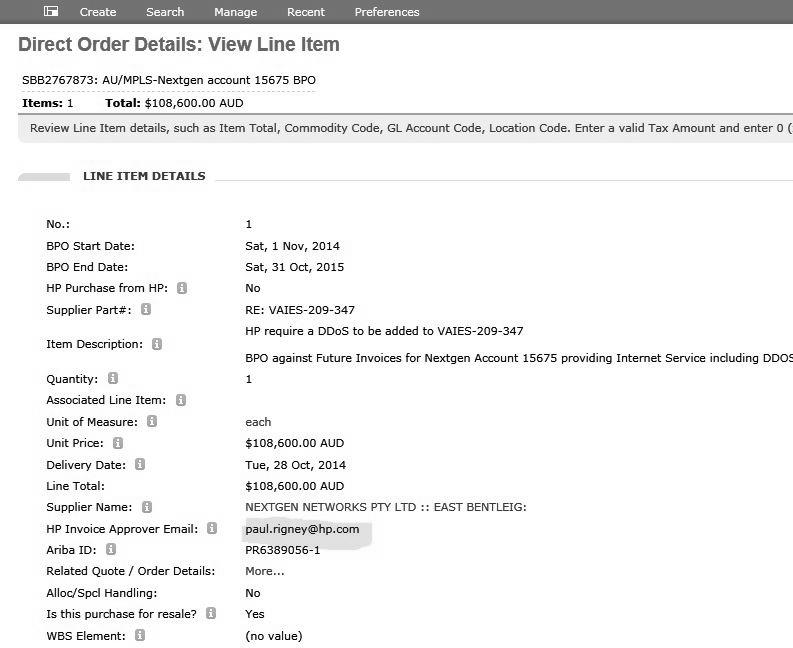 Create Search Manage Recent Preferences
Direct Order Details: View Line Item
SBB2767873: AU/MPLS-Nextgen account 15675 BPO
Items: 1 Total: $108,600.00 AUD
Review Line Item details, such as Item Total, Commodity Code, GL Account Code, Location Code. Enter a valid Tax Amount and enter 0 (
LINE ITEM DETAILS
No.: 1
BPO Start Date: Sat, 1 Nov, 2014
BPO End Date: Sat, 31 Oct, 2015
HP Purchase from HP: No
Supplier Part#: RE: VAIES-209-347
Item Description: HP require a DDoS to be added to VAIES-209-347
BPO against Future Invoices for Nextgen Account 15675 providing Internet Service including DDOS
Quantity: 1
Associated Line Item:
Unit of Measure: each
Unit Price: $108,600.00 AUD
Delivery Date: Tue, 28 Oct, 2014
Line Total: $108,600.00 AUD
Supplier Name: NEXTGEN NETWORKS PTY LTD :: EAST BENTLEIG:
HP Invoice Approver Email: paul.rigney@hp.com
Ariba ID: PR6389056-1
Related Quote / Order Details: More...
Alloc/Spcl Handling: No
Is this purchase for resale? Yes
WBS Element: (no value)